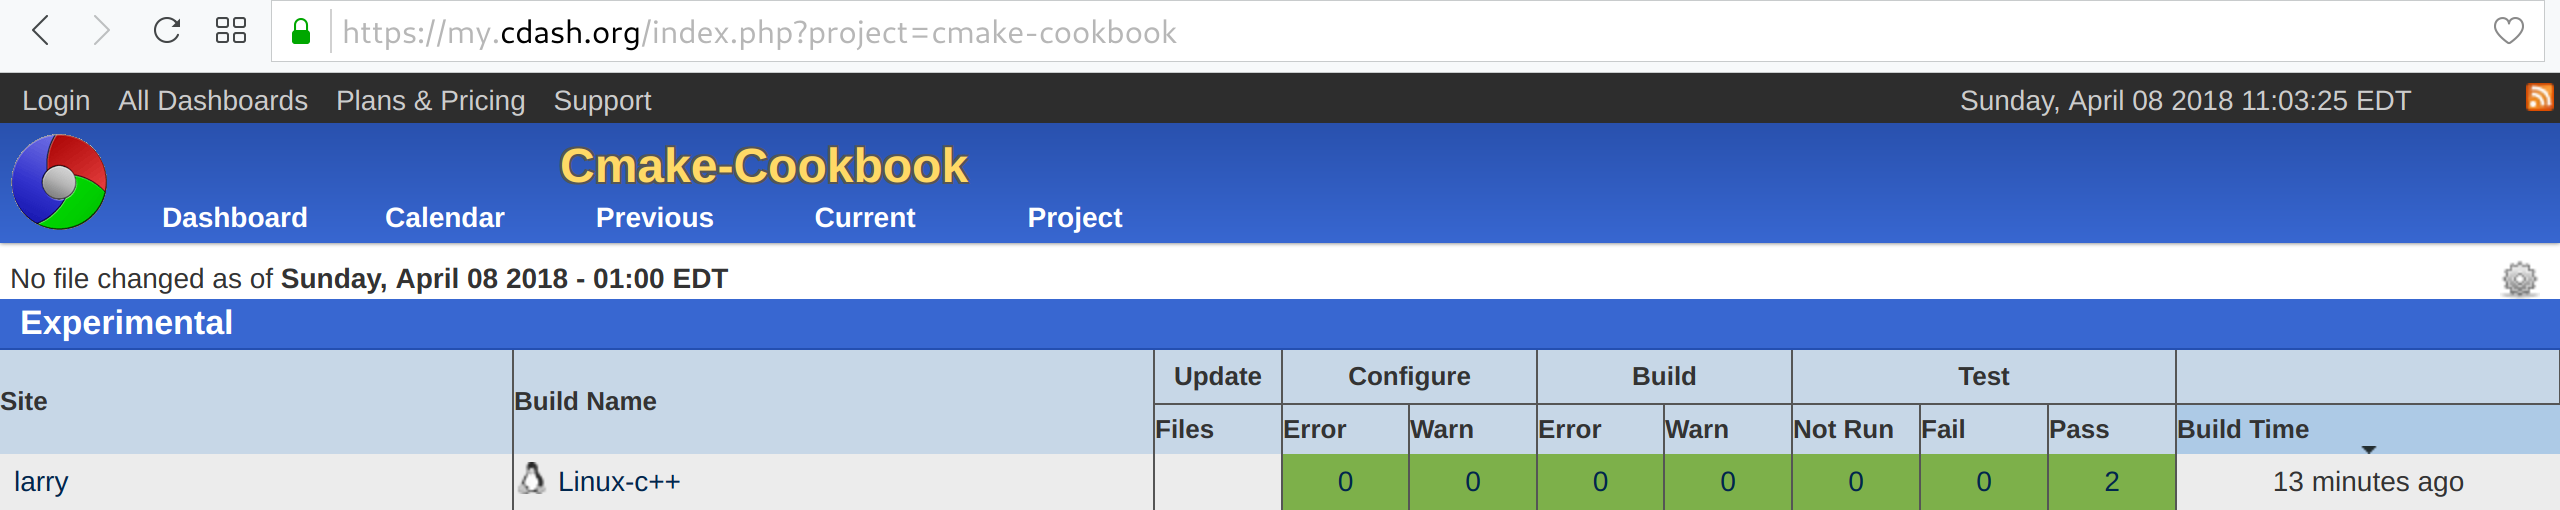 https://my.cdash.org/index.php?project=cmake-cookbook
Login All Dashboards Plans & Pricing Support Sunday, April 08 2018 11:03:25 EDT
Cmake-Cookbook
Dashboard Calendar Previous Current Project
No file changed as of Sunday, April 08 2018 - 01:00 EDT
Experimental
Site Build Name Update Configure Build Test
Files Error Warn Error Warn Not Run Fail Pass Build Time
larry Linux-c++ 0 0 0 0 0 0 2 13 minutes ago